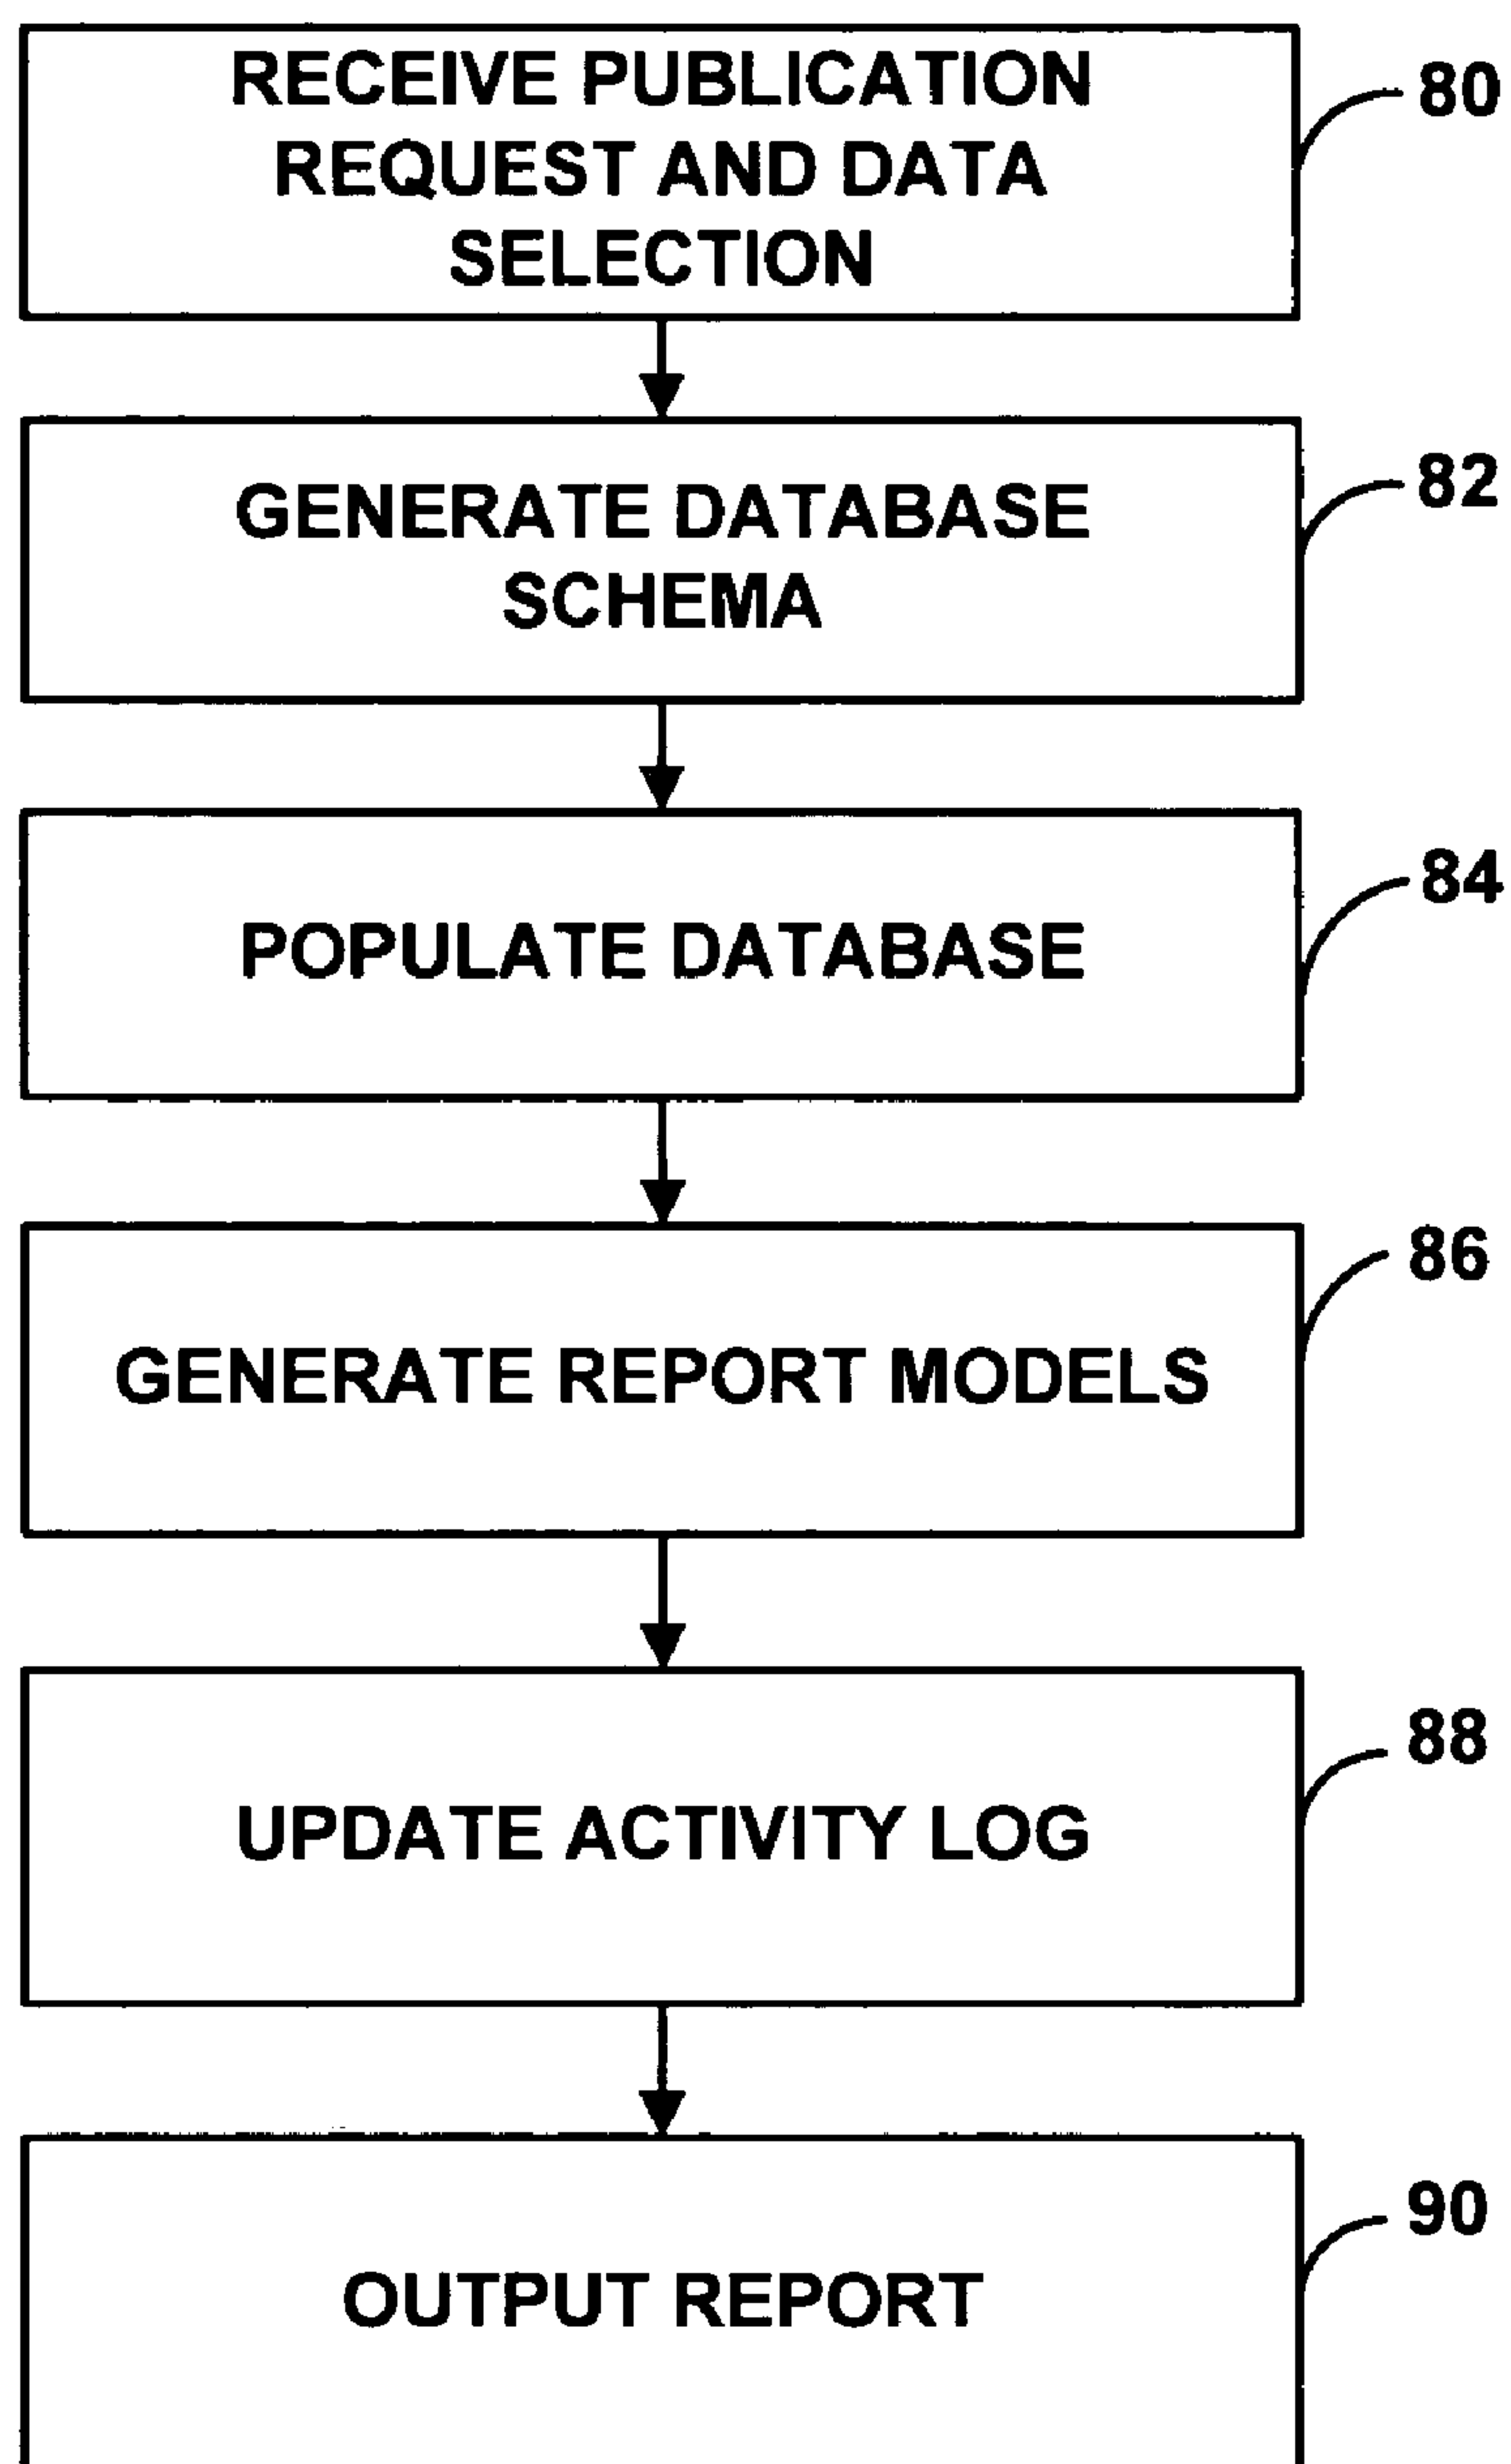 RECEIVE PUBLICATION
REQUEST AND DATA
SELECTION
80
GENERATE DATABASE
SCHEMA
82
POPULATE DATABASE
84
GENERATE REPORT MODELS
86
UPDATE ACTIVITY LOG
88
OUTPUT REPORT
90